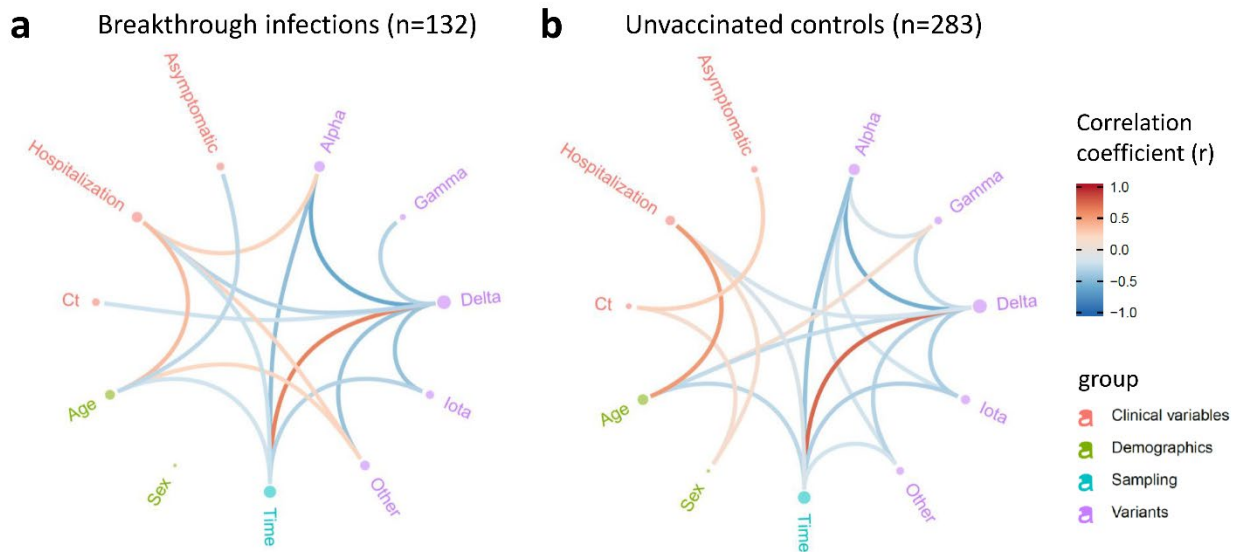 a Breakthrough infections (n=132)
Asymptomatic
Alpha
Hospitalization
Gamma
Ct
Delta
Age
Iota
Sex
Other
Time
b Unvaccinated controls (n=283)
Asymptomatic
Alpha
Hospitalization
Gamma
Ct
Delta
Age
Iota
Sex
Other
Time
Correlation
coefficient (r)
1.0
0.5
0.0
−0.5
−1.0
group
a Clinical variables
a Demographics
a Sampling
a Variants